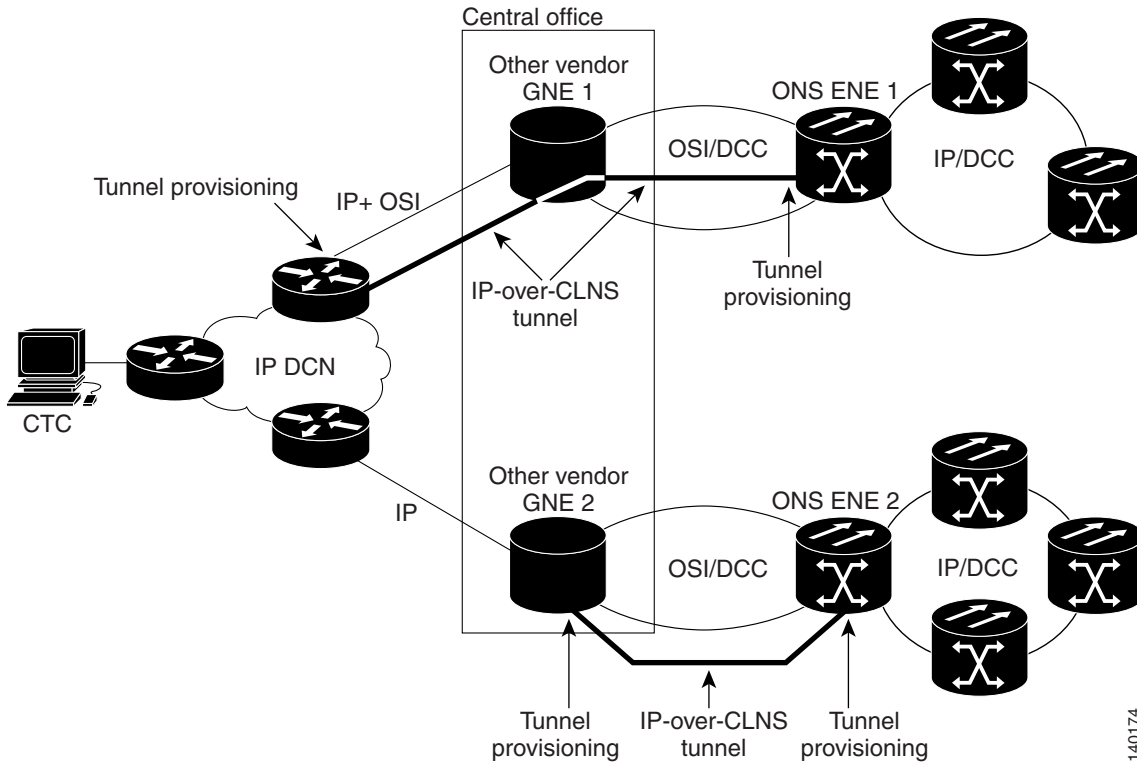 Central office
Other vendor
GNE 1
ONS ENE 1
OSI/DCC
IP/DCC
Tunnel provisioning
IP+ OSI
IP-over-CLNS
tunnel
Tunnel
provisioning
IP DCN
CTC
IP
Other vendor
GNE 2
ONS ENE 2
OSI/DCC
IP/DCC
Tunnel
provisioning
IP-over-CLNS
tunnel
Tunnel
provisioning
140174